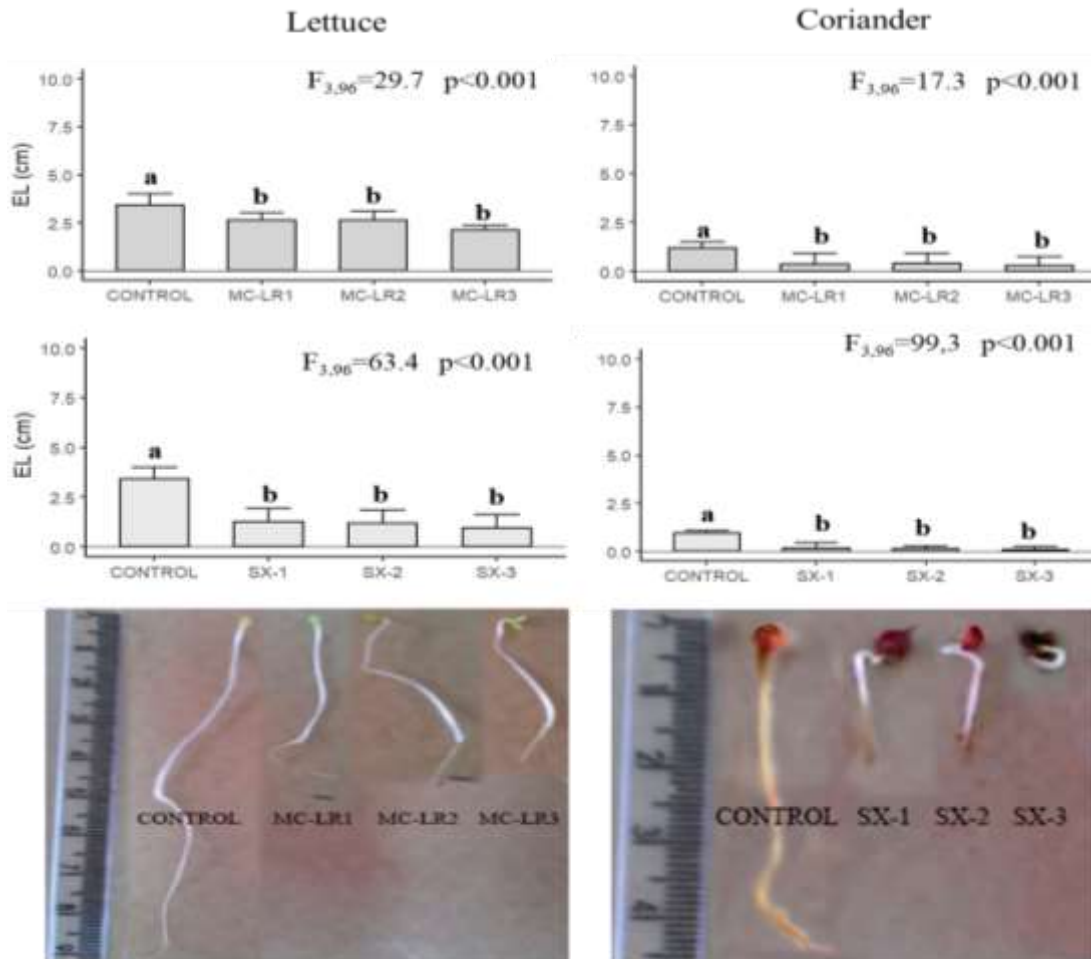 Lettuce
Coriander
F3,96=29.7 p<0.001
10.0
7.5
5.0
2.5
0.0
EL (cm)
a
b
b
b
CONTROL MC-LR1 MC-LR2 MC-LR3
F3,96=17.3 p<0.001
10.0
7.5
5.0
2.5
0.0
a
b
b
b
CONTROL MC-LR1 MC-LR2 MC-LR3
F3,96=63.4 p<0.001
10.0
7.5
5.0
2.5
0.0
EL (cm)
a
b
b
b
CONTROL SX-1 SX-2 SX-3
F3,96=99,3 p<0.001
10.0
7.5
5.0
2.5
0.0
a
b
b
b
CONTROL SX-1 SX-2 SX-3
CONTROL MC-LR1 MC-LR2 MC-LR3
CONTROL SX-1 SX-2 SX-3